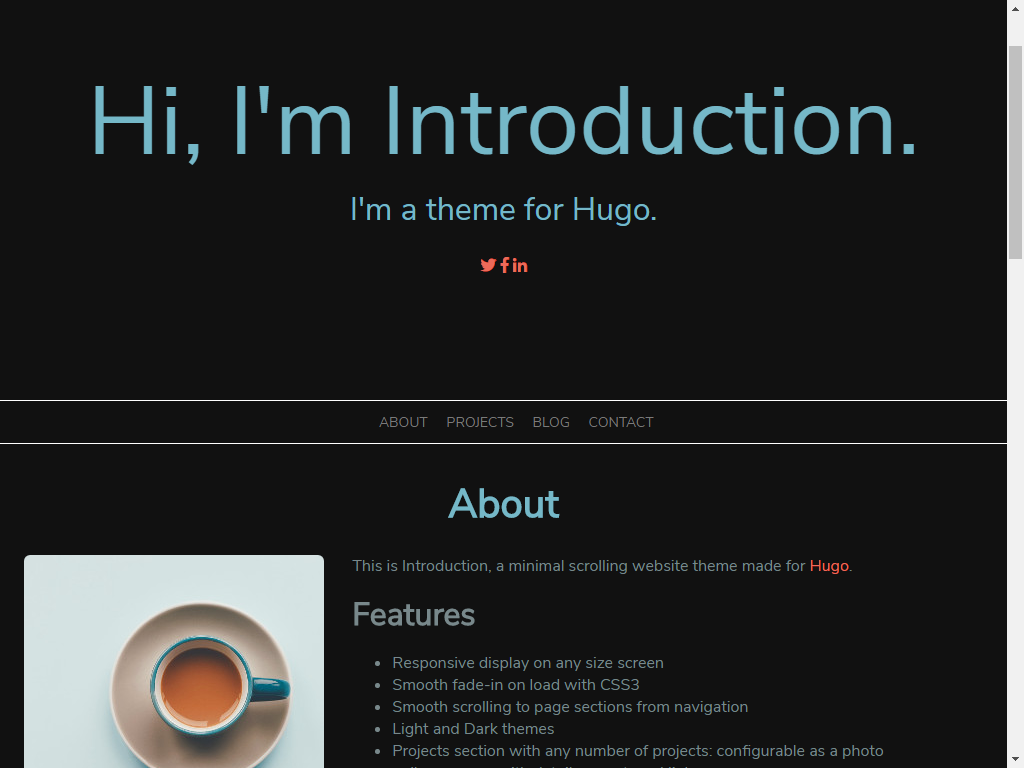 Hi, I'm Introduction.
I'm a theme for Hugo.
ABOUT PROJECTS BLOG CONTACT
About
This is Introduction, a minimal scrolling website theme made for Hugo.
Features
Responsive display on any size screen
Smooth fade-in on load with CSS3
Smooth scrolling to page sections from navigation
Light and Dark themes
Projects section with any number of projects: configurable as a photo